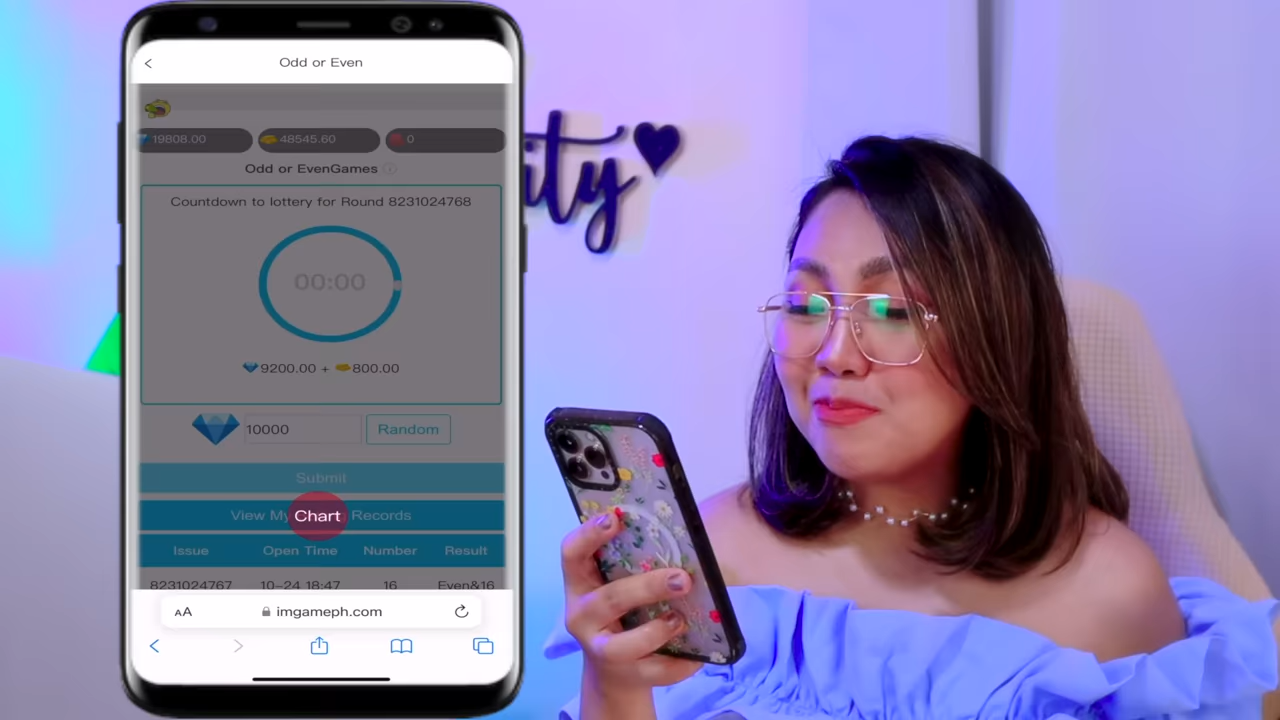 Odd or Even
19808.00
48545.60
0
Odd or EvenGames
Countdown to lottery for Round 8231024768
00:00
9200.00 + 800.00
10000
Random
Submit
View My Chart Records
Issue Open Time Number Result
8231024767 10-24 18:47 16 Even&16
AA imgameph.com
ity